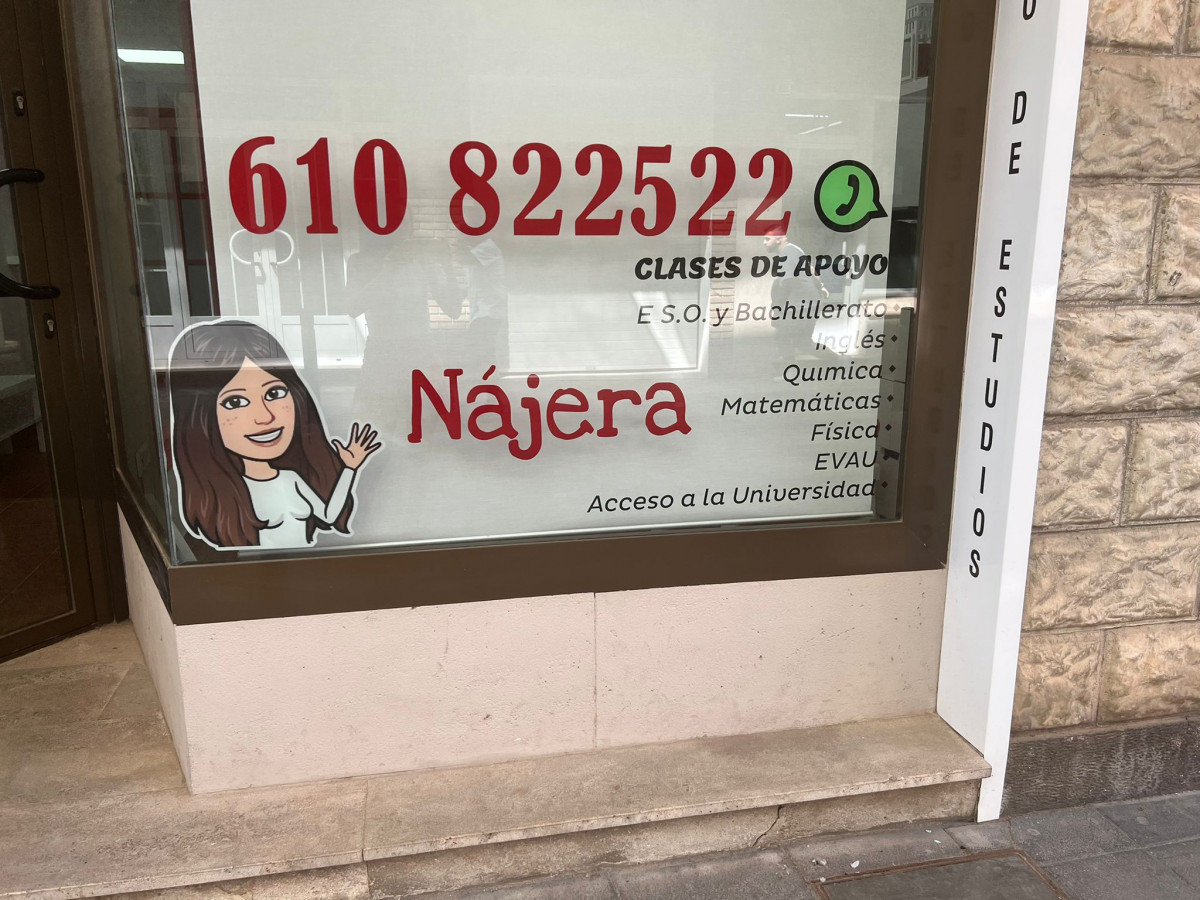 610 822522
CLASES DE APOYO
E S.O. y Bachillerato
Inglés
Química
Nájera
Matemáticas
Física
EVAU
Acceso a la Universidad
O DE ESTUDIOS